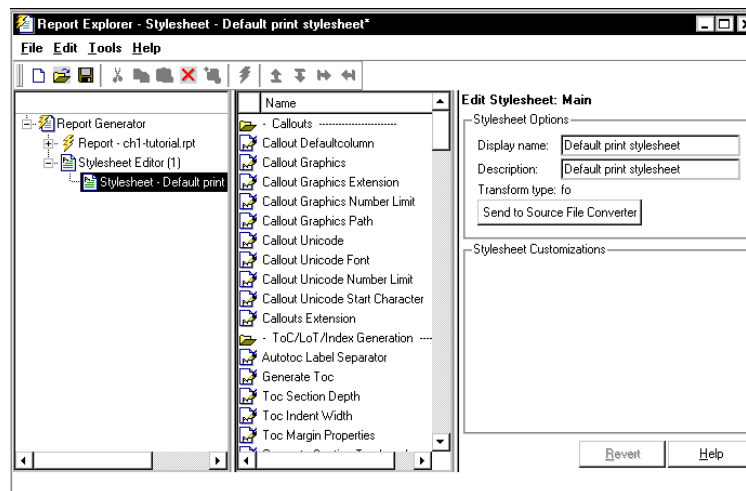 Report Explorer - Stylesheet - Default print stylesheet*
File Edit Tools Help
Report Generator
Report - ch1-tutorial.rpt
Stylesheet Editor (1)
Stylesheet - Default print
Name
- Callouts ------------------------
Callout Defaultcolumn
Callout Graphics
Callout Graphics Extension
Callout Graphics Number Limit
Callout Graphics Path
Callout Unicode
Callout Unicode Font
Callout Unicode Number Limit
Callout Unicode Start Character
Callouts Extension
- ToC/LoT/Index Generation ----
Autotoc Label Separator
Generate Toc
Toc Section Depth
Toc Indent Width
Toc Margin Properties
Edit Stylesheet: Main
Stylesheet Options
Display name: Default print stylesheet
Description: Default print stylesheet
Transform type: fo
Send to Source File Converter
Stylesheet Customizations
Revert Help